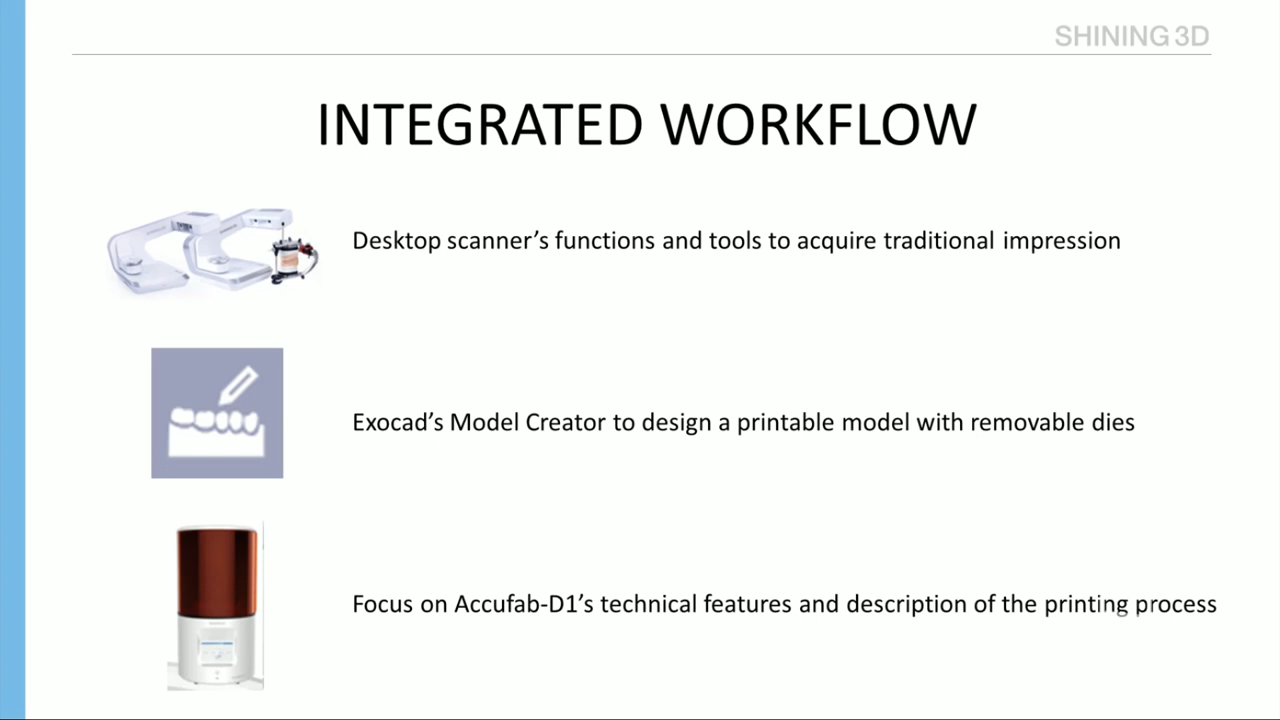 SHINING 3D
INTEGRATED WORKFLOW
Desktop scanner’s functions and tools to acquire traditional impression
Exocad’s Model Creator to design a printable model with removable dies
Focus on Accufab-D1’s technical features and description of the printing process